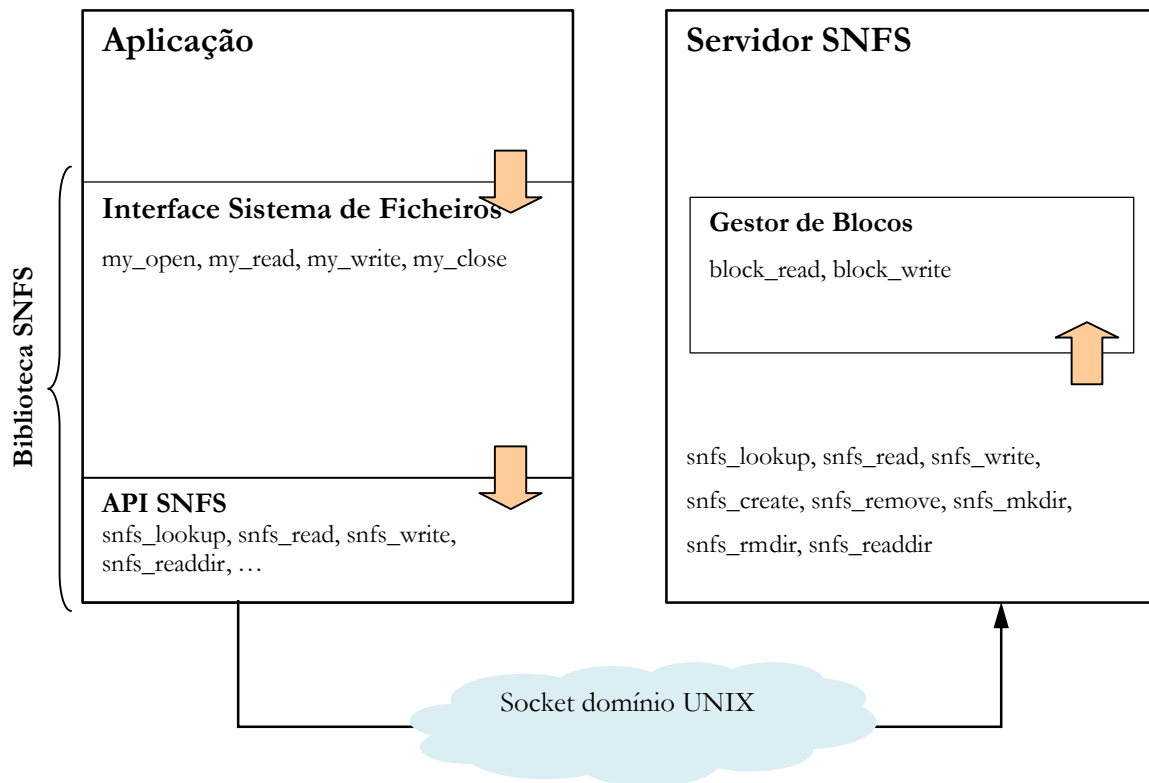 Aplicação
Interface Sistema de Ficheiros
my_open, my_read, my_write, my_close
Biblioteca SNFS
API SNFS
snfs_lookup, snfs_read, snfs_write,
snfs_readdir, …
Servidor SNFS
Gestor de Blocos
block_read, block_write
snfs_lookup, snfs_read, snfs_write,
snfs_create, snfs_remove, snfs_mkdir,
snfs_rmdir, snfs_readdir
Socket domínio UNIX